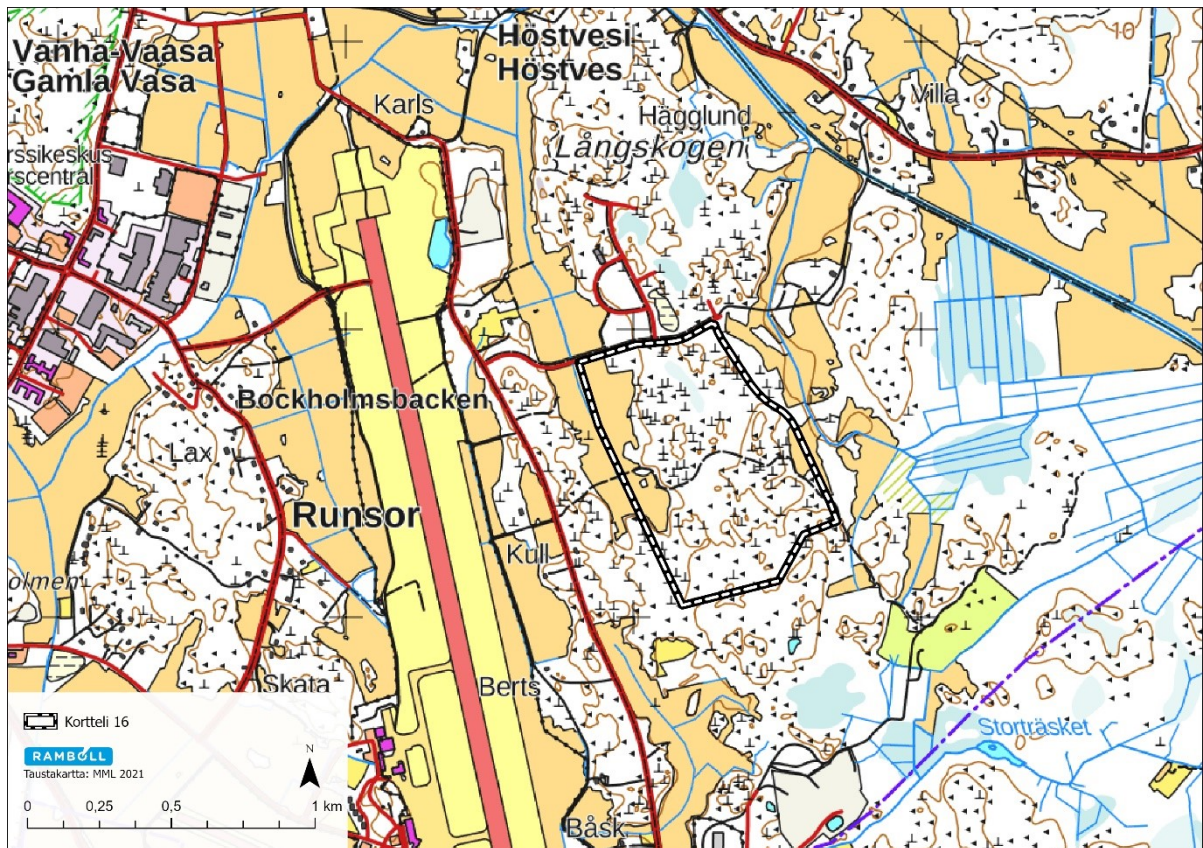 Vanha-Vaasa
Gamla Vasa
Höstvesi
Höstves
10
Karls
Villa
Hägglund
Långskogen
rssikeskus
scentral
Bockholmsbacken
Lax
Runsor
Kull
olmen
Skata
Berts
Storträsket
Båsk
Kortteli 16
RAMBOLL
Taustakartta: MML 2021
N
0 0,25 0,5 1 km